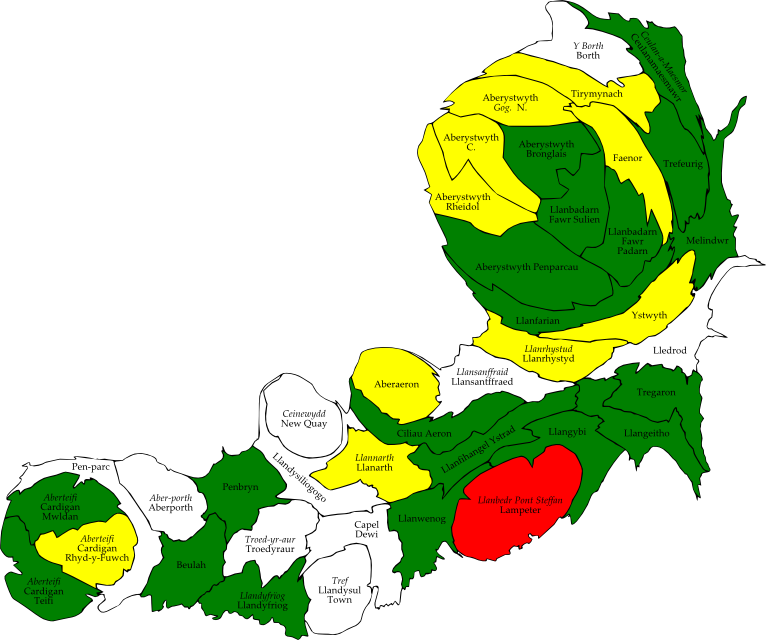 Y Borth
Borth
Ceulan-a-Maesmor
Ceulanamaesmawr
Tirymynach
Aberystwyth
Gog. N.
Aberystwyth
C.
Aberystwyth
Bronglais
Faenor
Trefeurig
Aberystwyth
Rheidol
Llanbadarn
Fawr Sulien
Llanbadarn
Fawr
Padarn
Melindwr
Aberystwyth Penparcau
Llanfarian
Ystwyth
Llanrhystud
Llanrhystyd
Lledrod
Llansanffraid
Llansantffraed
Aberaeron
Tregaron
Ceinewydd
New Quay
Ciliau Aeron
Llanfihangel Ystrad
Llangybi
Llangeitho
Llannarth
Llanarth
Llandysiliogogo
Pen-parc
Penbryn
Aber-porth
Aberporth
Aberteifi
Cardigan
Mwldan
Llanbedr Pont Steffan
Lampeter
Llanwenog
Capel
Dewi
Aberteifi
Cardigan
Rhyd-y-Fuwch
Troed-yr-aur
Troedyraur
Beulah
Aberteifi
Cardigan
Teifi
Llandyfriog
Llandyfriog
Tref
Llandysul
Town